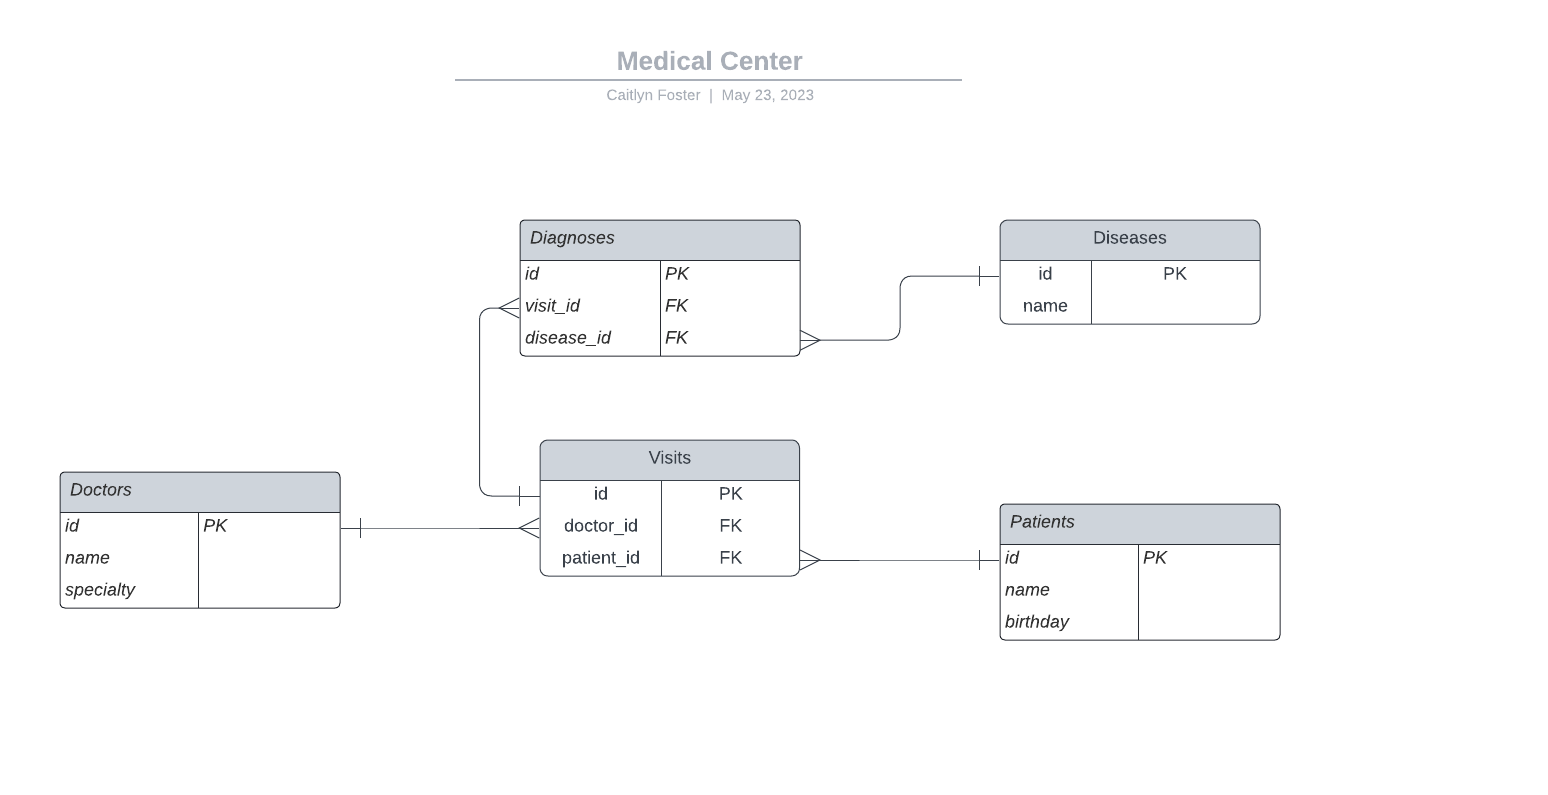 Medical Center
Caitlyn Foster | May 23, 2023
Diagnoses
id PK
visit_id FK
disease_id FK
Diseases
id PK
name
Visits
id PK
doctor_id FK
patient_id FK
Doctors
id PK
name
specialty
Patients
id PK
name
birthday